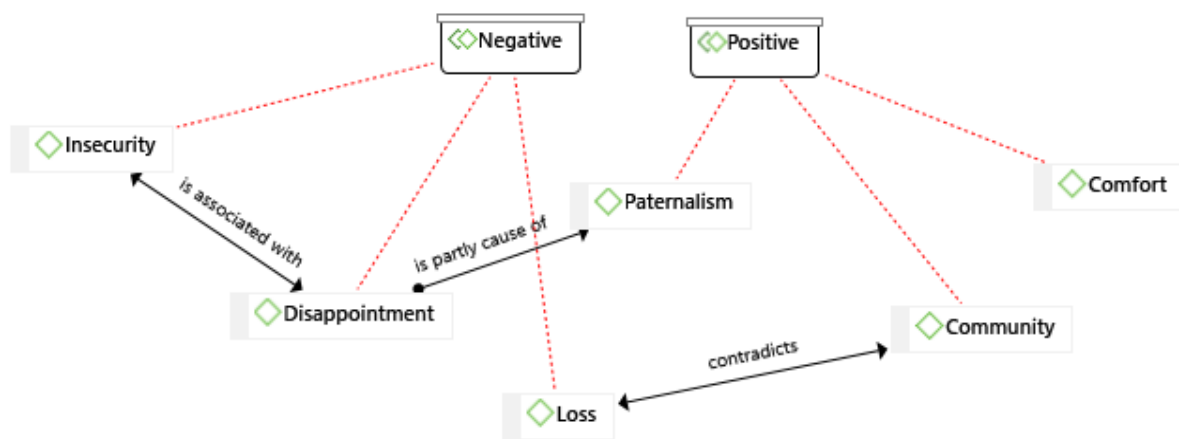 Negative
Positive
Insecurity
is associated with
Paternalism
Comfort
is partly cause of
Disappointment
Community
contradicts
Loss